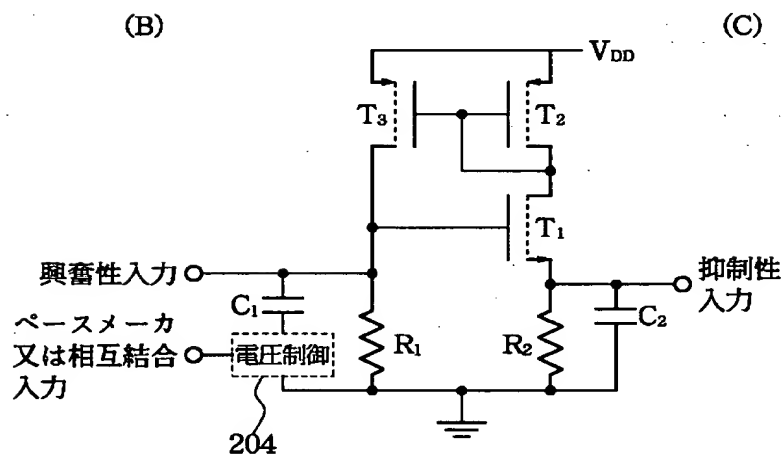 (B)
(C)
V_DD
T₃
T₂
T₁
興奮性入力
抑制性
入力
C₁
C₂
ペースメーカ
又は相互結合
入力
電圧制御
R₁
R₂
204